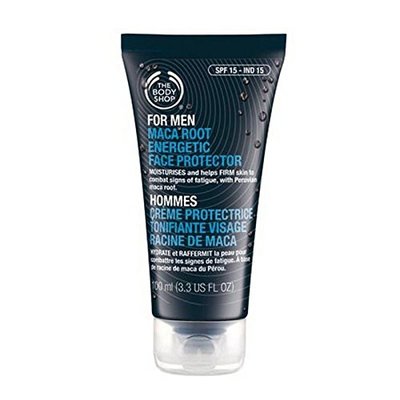 THE
BODY
SHOP
SPF 15 - IND 15
FOR MEN
MACA ROOT
ENERGETIC
FACE PROTECTOR
MOISTURISES and helps FIRM skin to
combat signs of fatigue, with Peruvian
maca root.
HOMMES
CRÈME PROTECTRICE
TONIFIANTE VISAGE
RACINE DE MACA
HYDRATE et RAFFERMIT la peau pour
combattre les signes de fatigue. À base
de racine de maca du Pérou.
100 ml (3.3 US FL OZ)